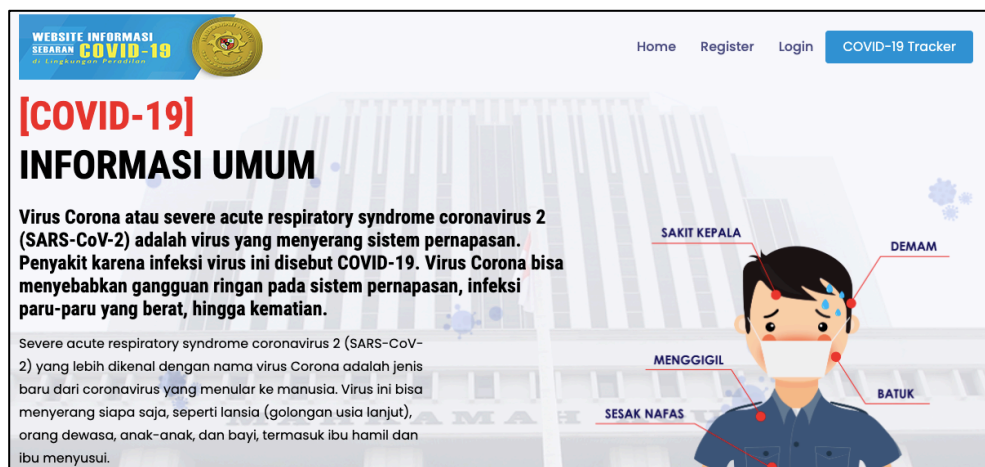 WEBSITE INFORMASI
SEBARAN COVID-19
di Lingkungan Peradilan
Home Register Login COVID-19 Tracker
[COVID-19]
INFORMASI UMUM
Virus Corona atau severe acute respiratory syndrome coronavirus 2
(SARS-CoV-2) adalah virus yang menyerang sistem pernapasan.
Penyakit karena infeksi virus ini disebut COVID-19. Virus Corona bisa
menyebabkan gangguan ringan pada sistem pernapasan, infeksi
paru-paru yang berat, hingga kematian.
Severe acute respiratory syndrome coronavirus 2 (SARS-CoV-
2) yang lebih dikenal dengan nama virus Corona adalah jenis
baru dari coronavirus yang menular ke manusia. Virus ini bisa
menyerang siapa saja, seperti lansia (golongan usia lanjut),
orang dewasa, anak-anak, dan bayi, termasuk ibu hamil dan
ibu menyusui.
SAKIT KEPALA
DEMAM
MENGGIGIL
BATUK
SESAK NAFAS